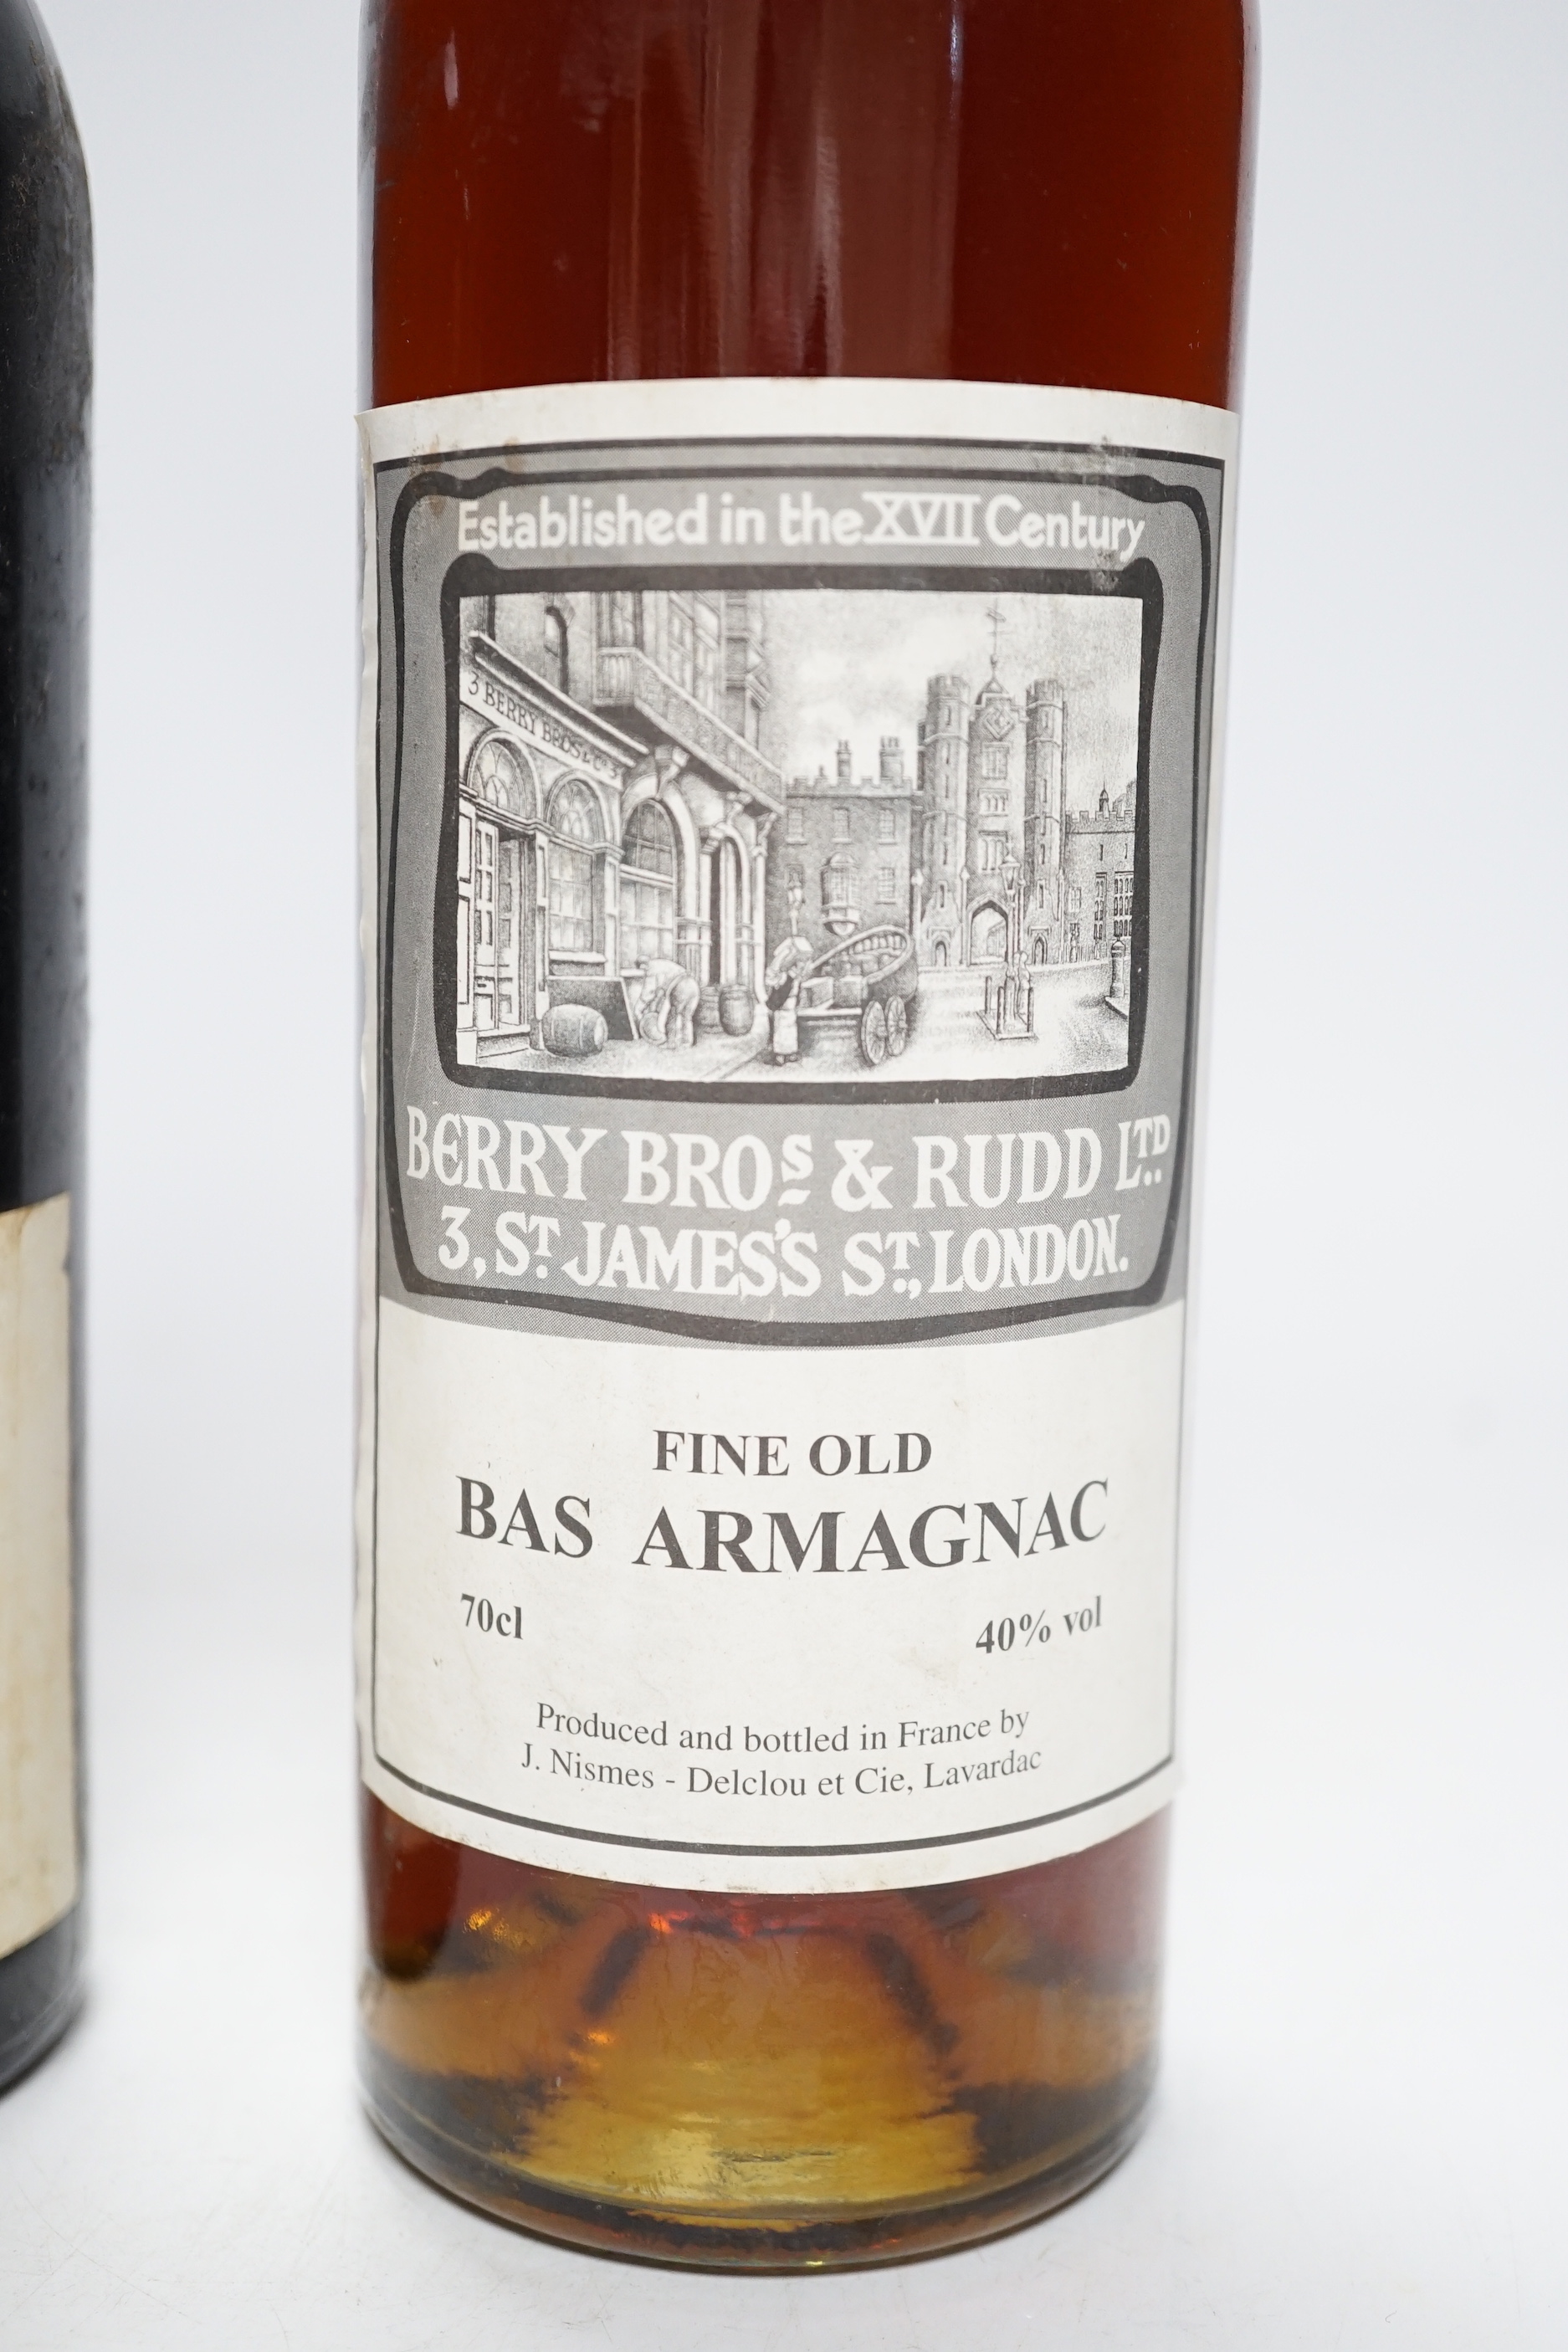 Established in the XVII Century
3 BERRY BROS & Co 3
BERRY BROS & RUDD LTD.
3, ST. JAMES'S ST., LONDON.
FINE OLD
BAS ARMAGNAC
70cl
40% vol
Produced and bottled in France by
J. Nismes - Delclou et Cie, Lavardac